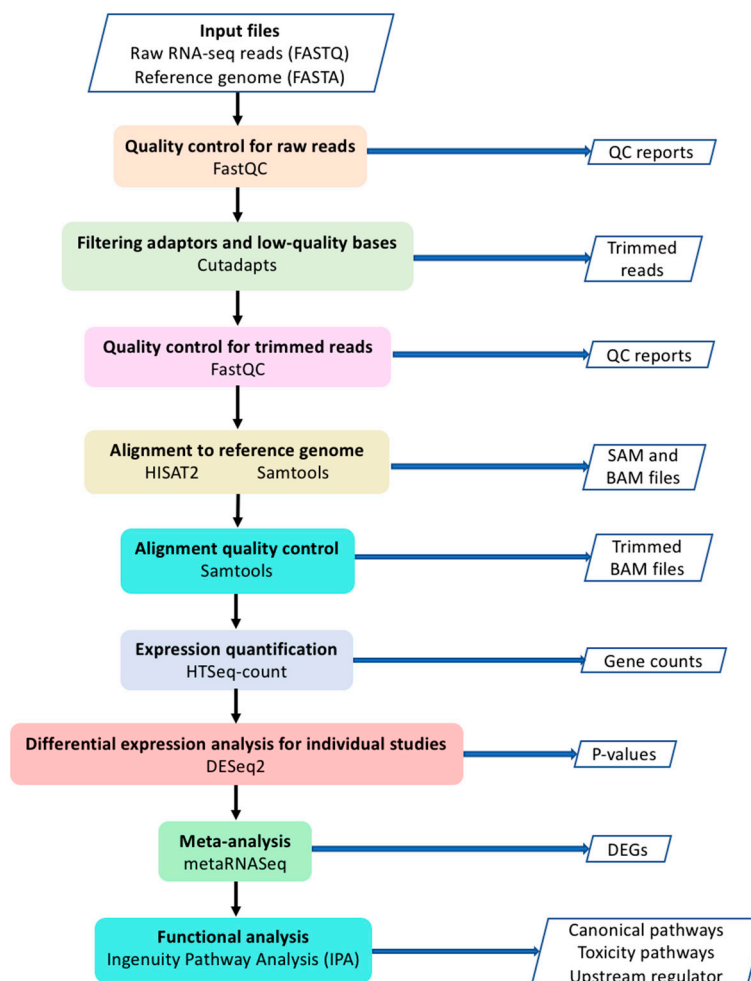 Input files
Raw RNA-seq reads (FASTQ)
Reference genome (FASTA)
Quality control for raw reads
FastQC
QC reports
Filtering adaptors and low-quality bases
Cutadapts
Trimmed
reads
Quality control for trimmed reads
FastQC
QC reports
Alignment to reference genome
HISAT2 Samtools
SAM and
BAM files
Alignment quality control
Samtools
Trimmed
BAM files
Expression quantification
HTSeq-count
Gene counts
Differential expression analysis for individual studies
DESeq2
P-values
Meta-analysis
metaRNASeq
DEGs
Functional analysis
Ingenuity Pathway Analysis (IPA)
Canonical pathways
Toxicity pathways
Upstream regulator